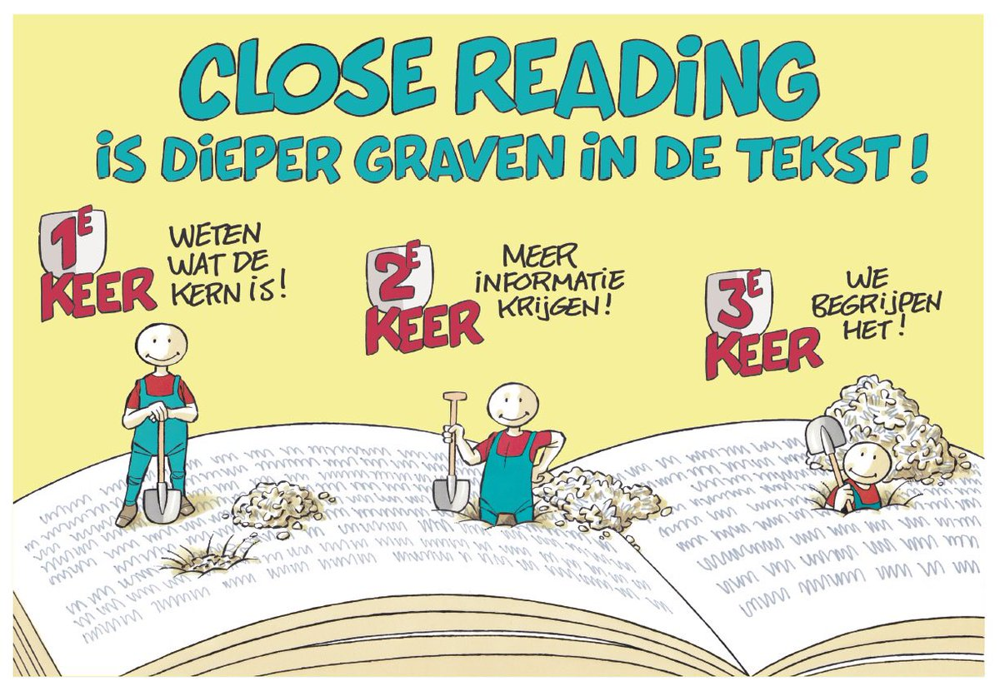 CLOSE READING
iS DiEPER GRAVEN iN DE TEKST!
1E
KEER
WETEN
WAT DE
KERN iS!
2E
KEER
MEER
iNFORMATIE
KRiJGEN!
3E
KEER
WE
BEGRiJPEN
HET!